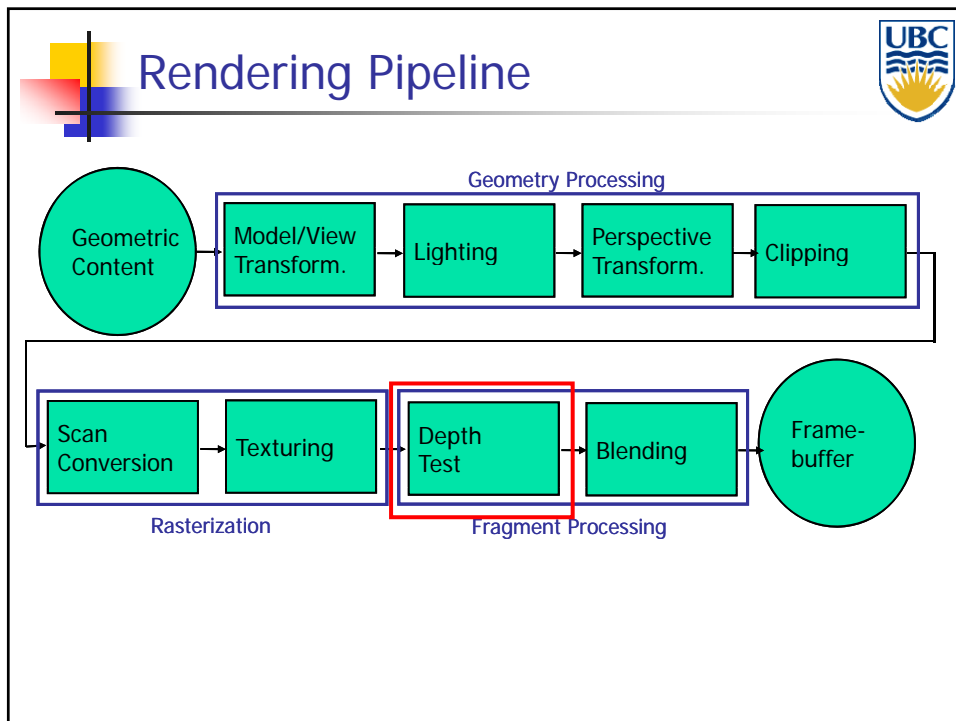 Rendering Pipeline
UBC
Geometry Processing
Geometric
Content
Model/View
Transform.
Lighting
Perspective
Transform.
Clipping
Scan
Conversion
Texturing
Depth
Test
Blending
Frame-
buffer
Rasterization
Fragment Processing